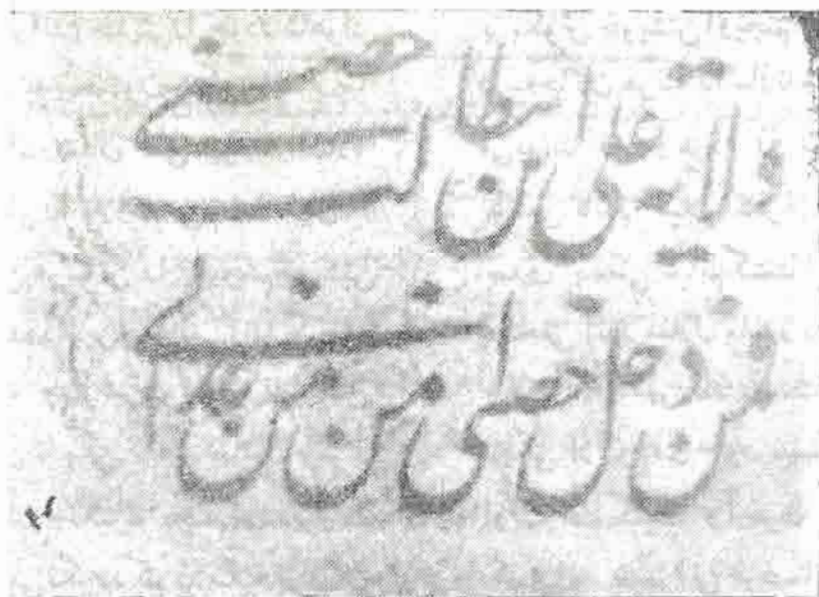 ولایة علی بن ابیطالب حصنی
فمن دخل حصنی امن من عذابی